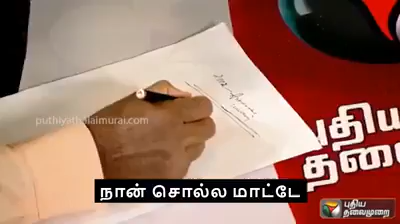 puthiyathalaimurai.com
புதிய
தலை
நான் சொல்ல மாட்டே
புதிய
தலைமுறை